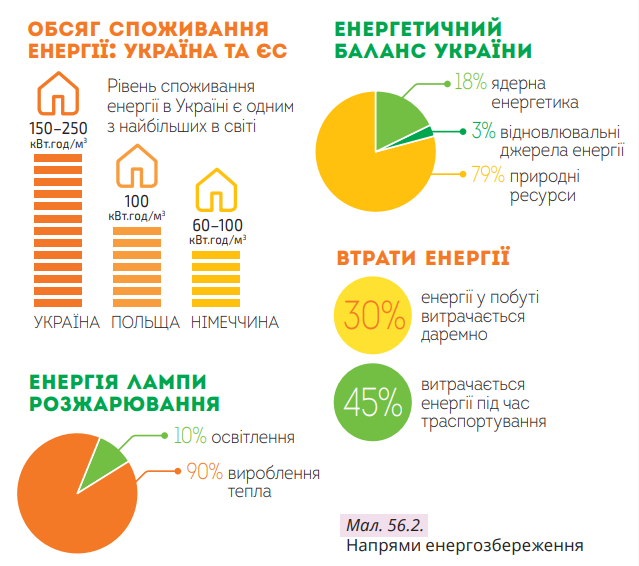 ОБСЯГ СПОЖИВАННЯ
ЕНЕРГІЇ: УКРАЇНА ТА ЄС
Рівень споживання
енергії в Україні є одним
з найбільших в світі
150–250
кВт.год/м³
100
кВт.год/м³
60–100
кВт.год/м³
УКРАЇНА
ПОЛЬЩА
НІМЕЧЧИНА
ЕНЕРГЕТИЧНИЙ
БАЛАНС УКРАЇНИ
18% ядерна
енергетика
3% відновлювальні
джерела енергії
79% природні
ресурси
ВТРАТИ ЕНЕРГІЇ
30%
енергії у побуті
витрачається
даремно
45%
витрачається
енергії під час
траспортування
ЕНЕРГІЯ ЛАМПИ
РОЗЖАРЮВАННЯ
10% освітлення
90% вироблення
тепла
Мал. 56.2.
Напрями енергозбереження